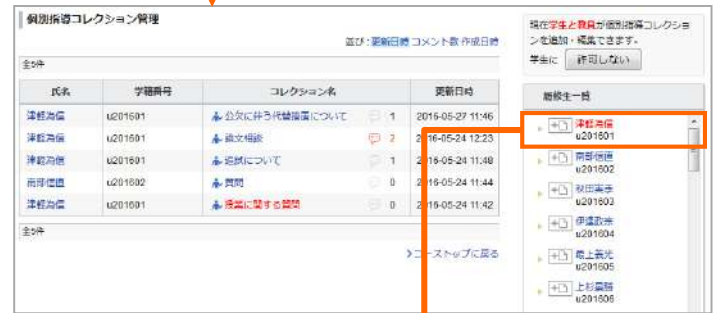 個別指導コレクション管理
並び:更新日時 コメント数 作成日時
全5件
氏名 学籍番号 コレクション名 更新日時
津軽為信 u201601 公欠に伴う代替措置について 1 2016-05-27 11:46
津軽為信 u201601 論文相談 2 2016-05-24 12:23
津軽為信 u201601 追試について 1 2016-05-24 11:48
南部信直 u201602 質問 0 2016-05-24 11:44
津軽為信 u201601 授業に関する質問 0 2016-05-24 11:42
全5件
コーストップに戻る
現在学生と教員が個別指導コレクショ
ンを追加・編集できます。
学生に 許可しない
履修生一覧
津軽為信
u201601
南部信直
u201602
秋田実季
u201603
伊達政宗
u201604
最上義光
u201605
上杉景勝
u201606